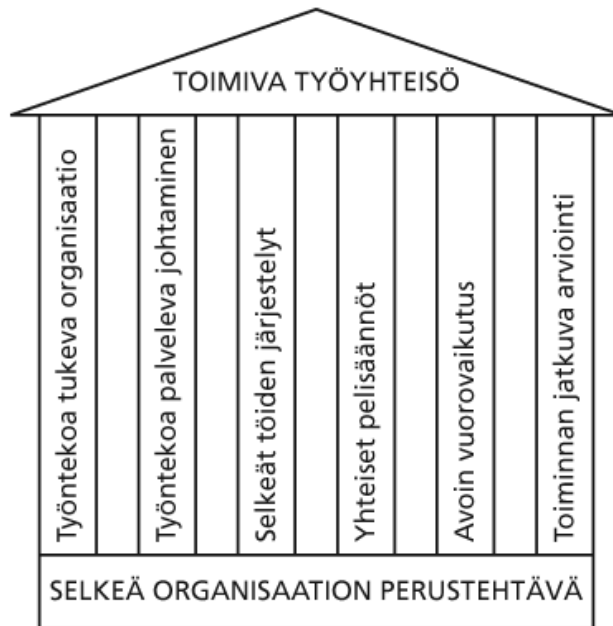 TOIMIVA TYÖYHTEISÖ
Työntekoa tukeva organisaatio
Työntekoa palveleva johtaminen
Selkeät töiden järjestelyt
Yhteiset pelisäännöt
Avoin vuorovaikutus
Toiminnan jatkuva arviointi
SELKEÄ ORGANISAATION PERUSTEHTÄVÄ